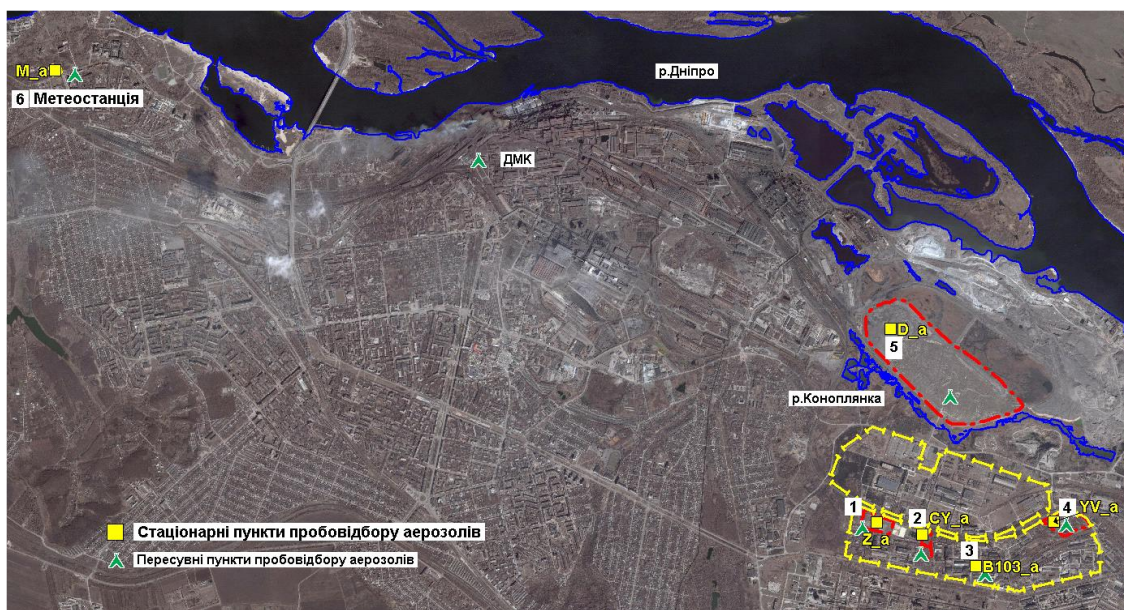 р.Дніпро
M_a
6 Метеостанція
ДМК
D_a
5
р.Коноплянка
1
2
CY_a
4
YV_a
Z_a
3
B103_a
Стаціонарні пункти пробовідбору аерозолів
Пересувні пункти пробовідбору аерозолів